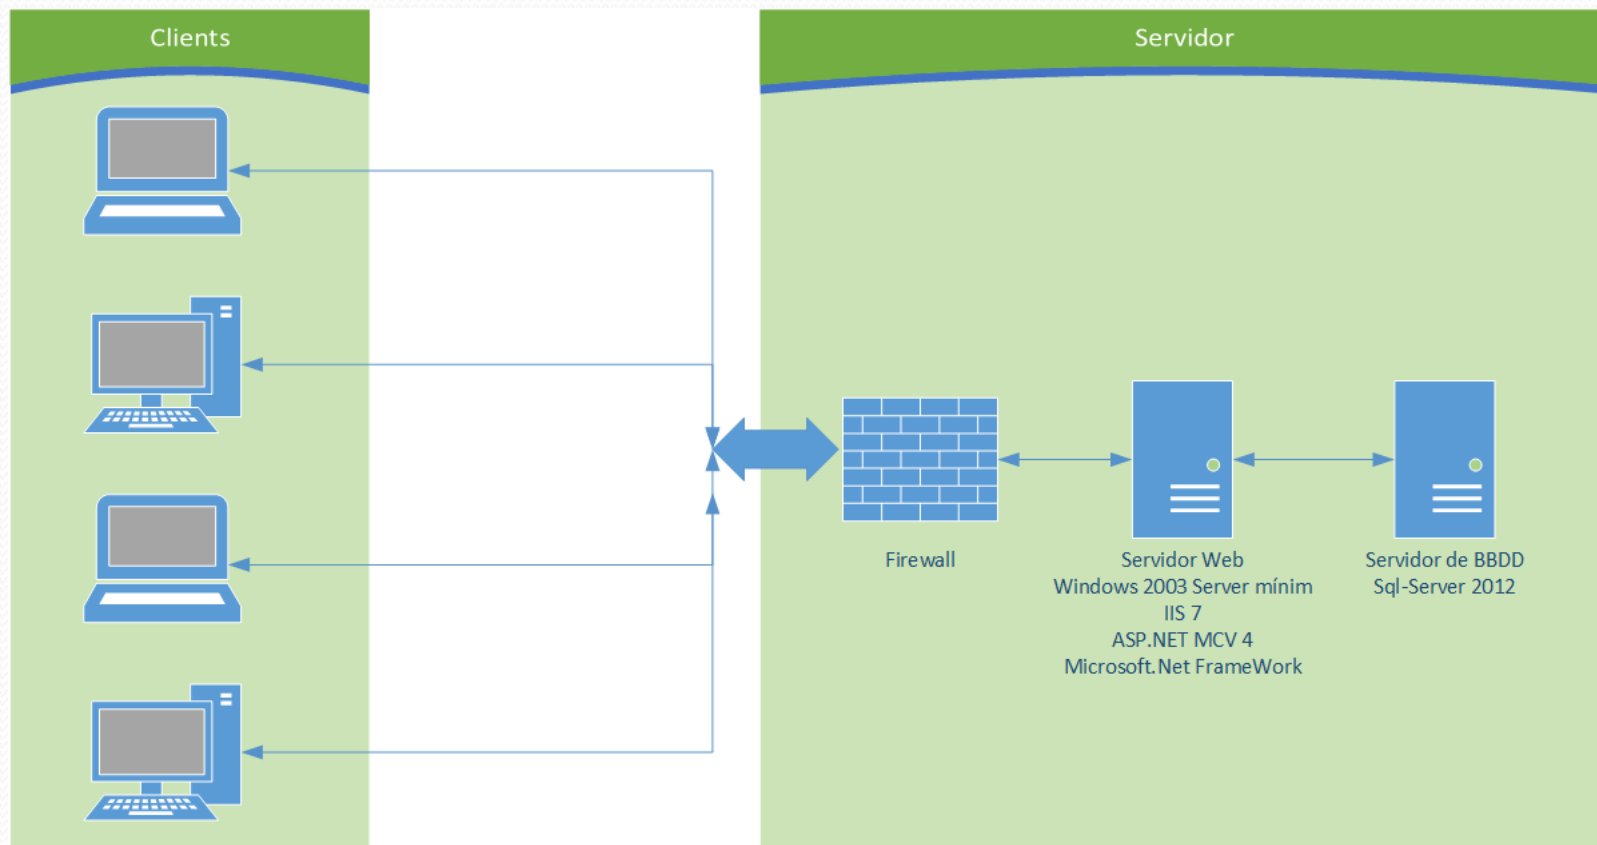 Clients
Servidor
Firewall
Servidor Web
Windows 2003 Server mínim
IIS 7
ASP.NET MCV 4
Microsoft.Net FrameWork
Servidor de BBDD
Sql-Server 2012